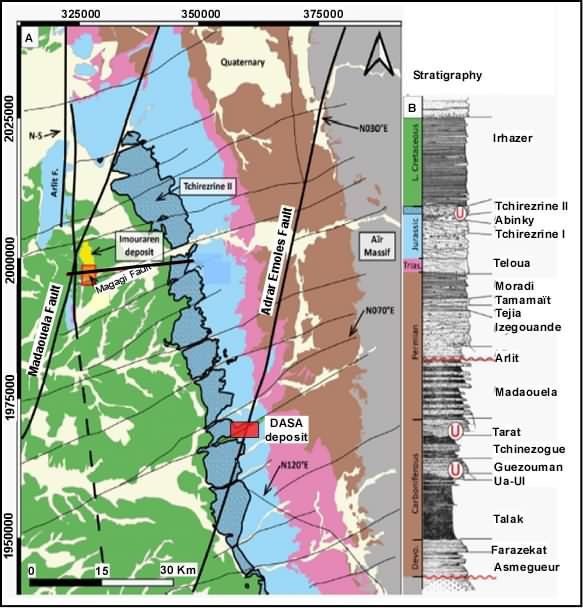 325000 350000 375000
A
Quaternary
2025000
N-S
N030°E
Arlit F.
Tchirezrine II
Imouraren
deposit
Aïr
Massif
2000000
Magagi Fault
Adrar Emoles Fault
Madaouela Fault
N070°E
1975000
DASA
deposit
N120°E
1950000
0 15 30 Km
Stratigraphy
B
L. Cretaceous
Jurassic
Trias.
Permian
Carboniferous
Devo.
Irhazer
Tchirezrine II
U
Abinky
Tchirezrine I
Teloua
Moradi
Tamamaït
Tejia
Izegouande
Arlit
Madaouela
U
Tarat
Tchinezogue
U
Guezouman
Ua-UI
Talak
Farazekat
Asmegueur